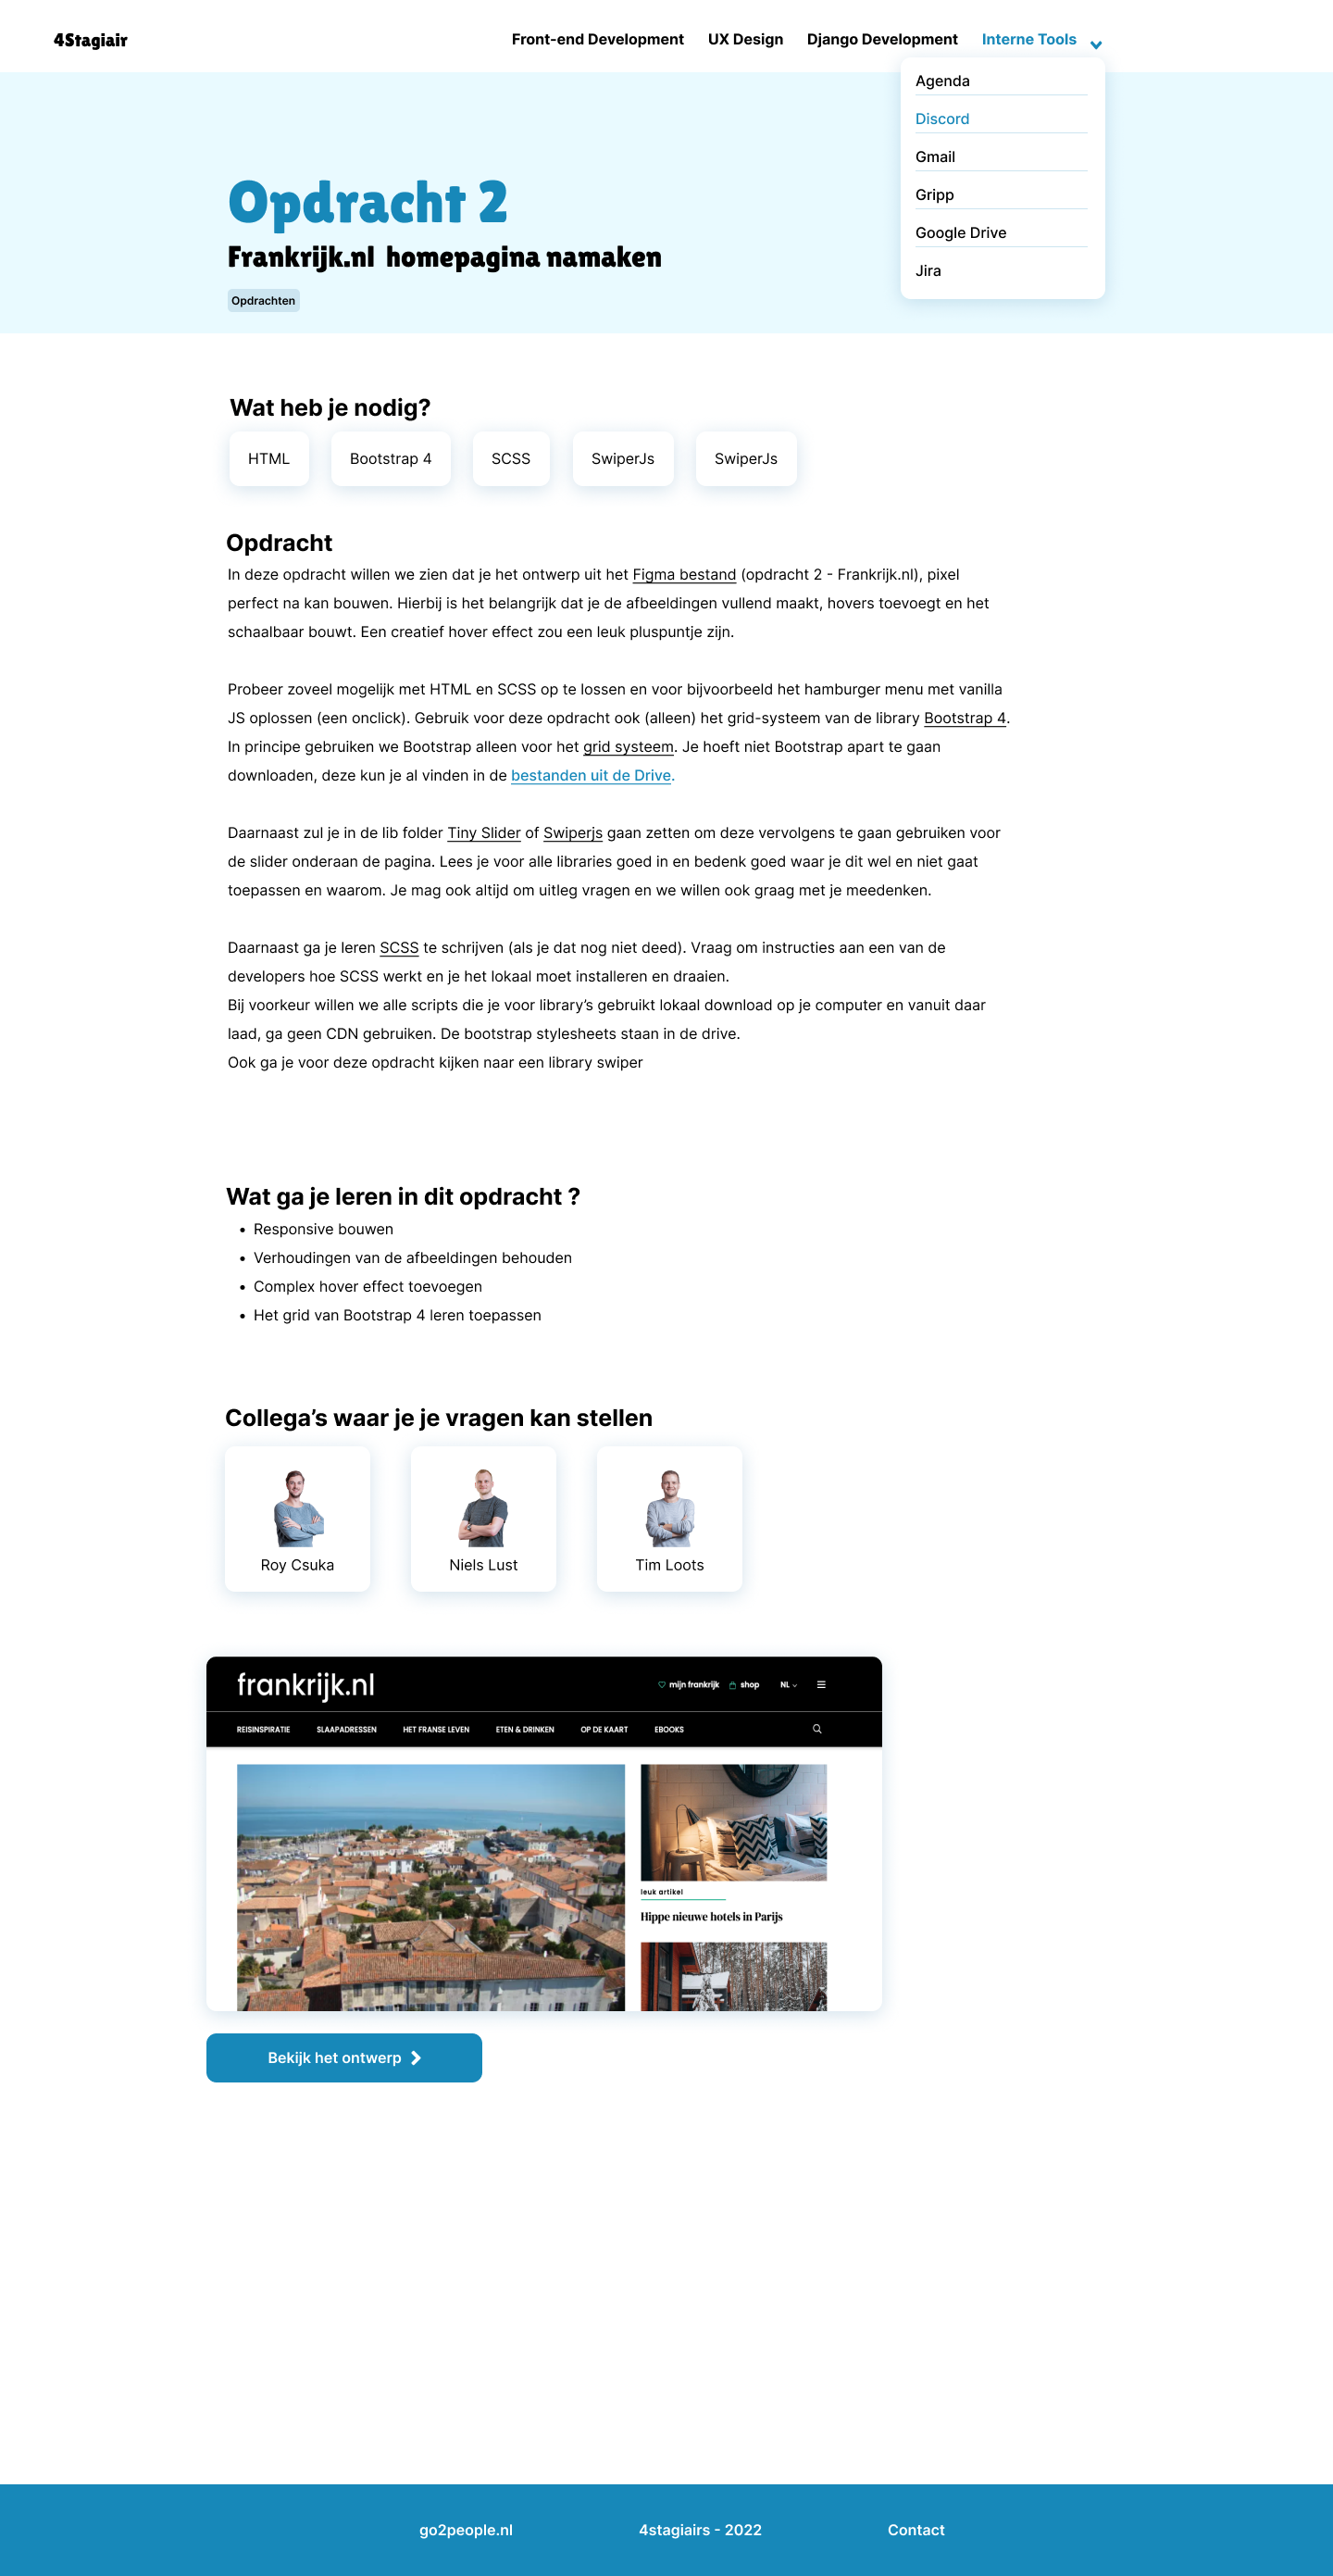 4Stagiair
Front-end Development
UX Design
Django Development
Interne Tools
Agenda
Discord
Gmail
Gripp
Google Drive
Jira
Opdracht 2
Frankrijk.nl homepagina namaken
Opdrachten
Wat heb je nodig?
HTML
Bootstrap 4
SCSS
SwiperJs
SwiperJs
Opdracht
In deze opdracht willen we zien dat je het ontwerp uit het Figma bestand (opdracht 2 - Frankrijk.nl), pixel
perfect na kan bouwen. Hierbij is het belangrijk dat je de afbeeldingen vullend maakt, hovers toevoegt en het
schaalbaar bouwt. Een creatief hover effect zou een leuk pluspuntje zijn.
Probeer zoveel mogelijk met HTML en SCSS op te lossen en voor bijvoorbeeld het hamburger menu met vanilla
JS oplossen (een onclick). Gebruik voor deze opdracht ook (alleen) het grid-systeem van de library Bootstrap 4.
In principe gebruiken we Bootstrap alleen voor het grid systeem. Je hoeft niet Bootstrap apart te gaan
downloaden, deze kun je al vinden in de bestanden uit de Drive.
Daarnaast zul je in de lib folder Tiny Slider of Swiperjs gaan zetten om deze vervolgens te gaan gebruiken voor
de slider onderaan de pagina. Lees je voor alle libraries goed in en bedenk goed waar je dit wel en niet gaat
toepassen en waarom. Je mag ook altijd om uitleg vragen en we willen ook graag met je meedenken.
Daarnaast ga je leren SCSS te schrijven (als je dat nog niet deed). Vraag om instructies aan een van de
developers hoe SCSS werkt en je het lokaal moet installeren en draaien.
Bij voorkeur willen we alle scripts die je voor library’s gebruikt lokaal download op je computer en vanuit daar
laad, ga geen CDN gebruiken. De bootstrap stylesheets staan in de drive.
Ook ga je voor deze opdracht kijken naar een library swiper
Wat ga je leren in dit opdracht ?
• Responsive bouwen
• Verhoudingen van de afbeeldingen behouden
• Complex hover effect toevoegen
• Het grid van Bootstrap 4 leren toepassen
Collega’s waar je je vragen kan stellen
Roy Csuka
Niels Lust
Tim Loots
frankrijk.nl
mijn frankrijk
shop
NL
REISINSPIRATIE
SLAAPADRESSEN
HET FRANSE LEVEN
ETEN & DRINKEN
OP DE KAART
EBOOKS
leuk artikel
Hippe nieuwe hotels in Parijs
Bekijk het ontwerp
go2people.nl
4stagiairs - 2022
Contact